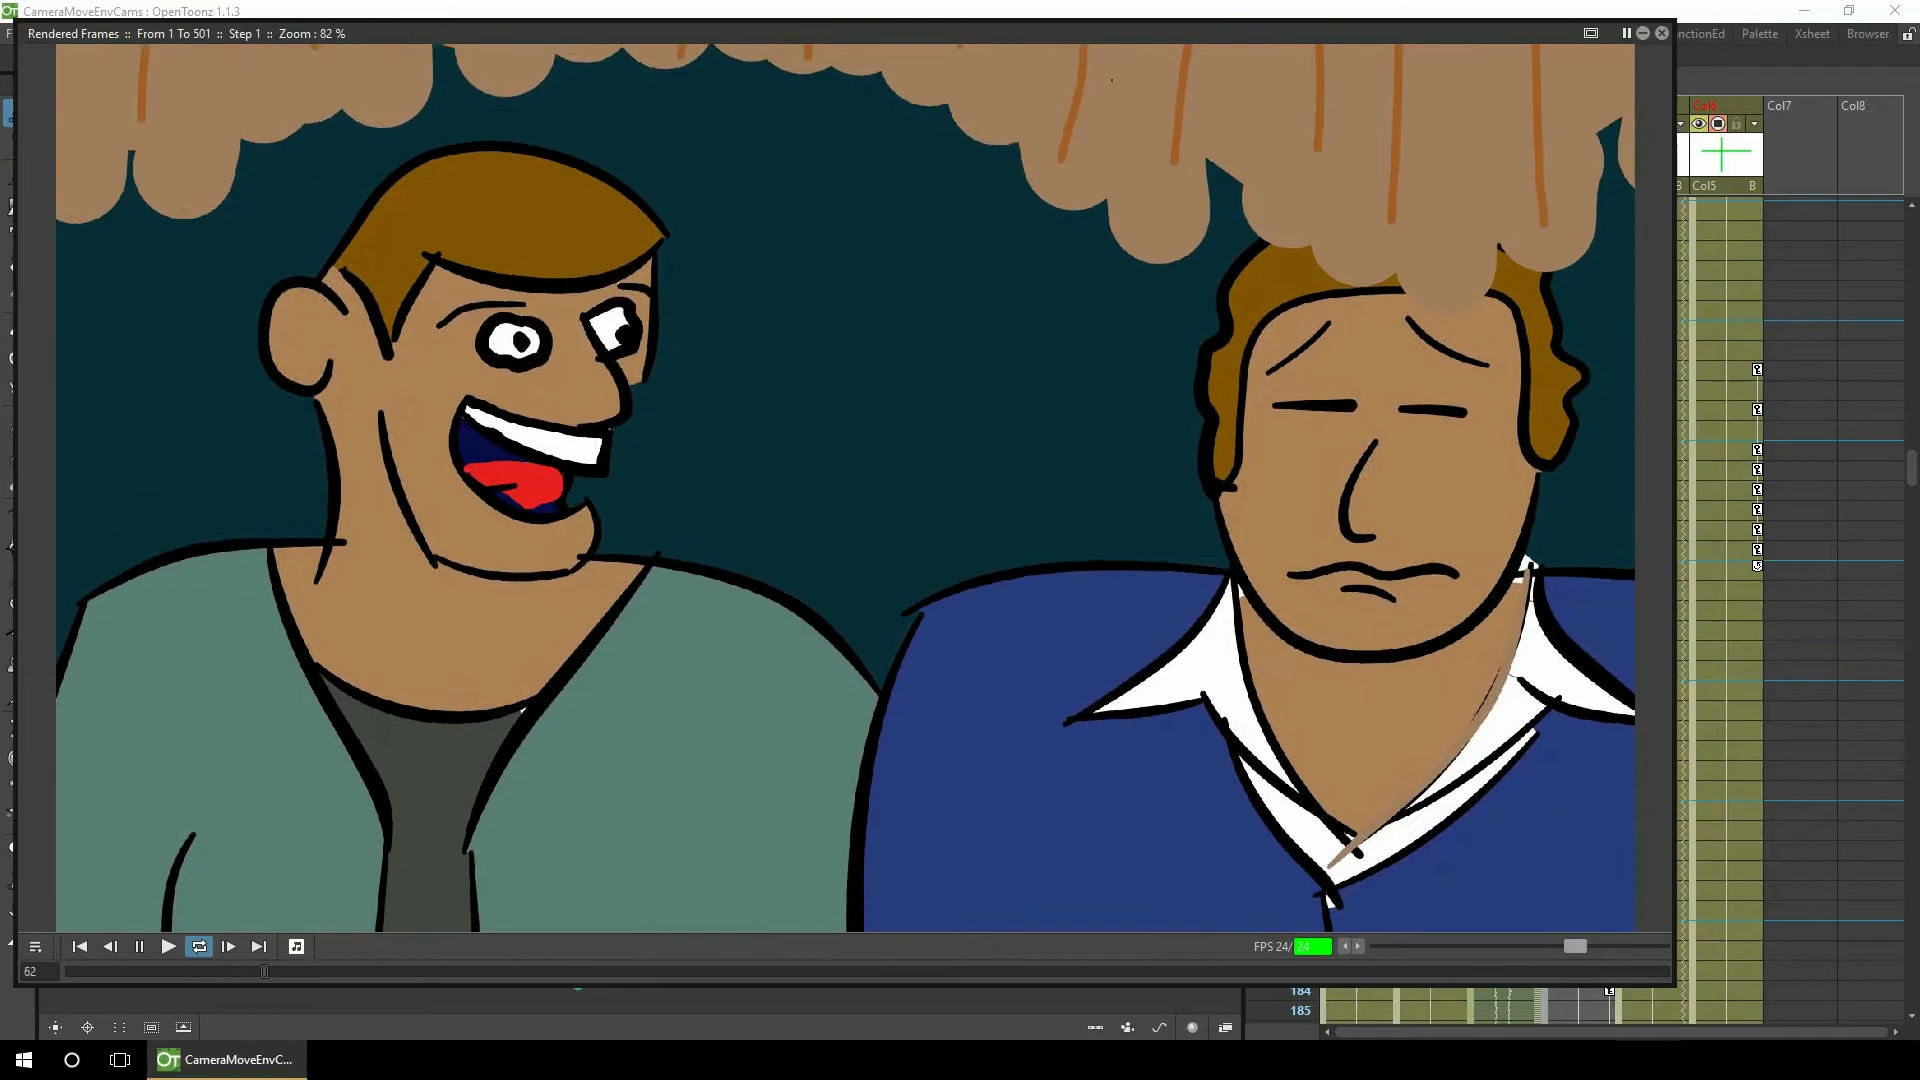 CameraMoveEnvCams : OpenToonz 1.1.3
Rendered Frames :: From 1 To 501 :: Step 1 :: Zoom : 82 %
nctionEd Palette Xsheet Browser
Col6 Col7 Col8
Col5 B
FPS 24/24
62
184
185
CameraMoveEnvC...